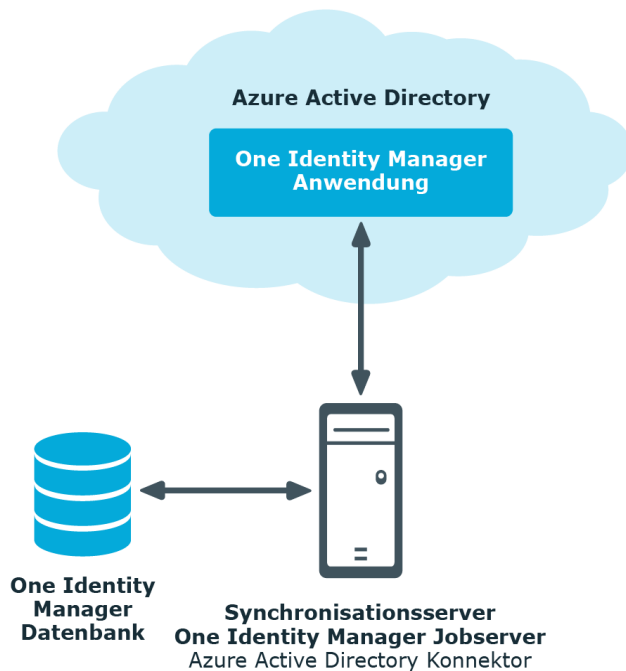 Azure Active Directory
One Identity Manager
Anwendung
One Identity
Manager
Datenbank
Synchronisationsserver
One Identity Manager Jobserver
Azure Active Directory Konnektor